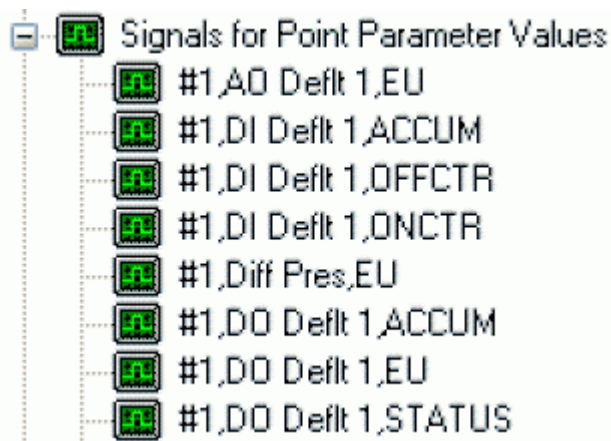 Signals for Point Parameter Values
#1,AO Deflt 1,EU
#1,DI Deflt 1,ACCUM
#1,DI Deflt 1,OFFCTR
#1,DI Deflt 1,ONCTR
#1,Diff Pres,EU
#1,DO Deflt 1,ACCUM
#1,DO Deflt 1,EU
#1,DO Deflt 1,STATUS